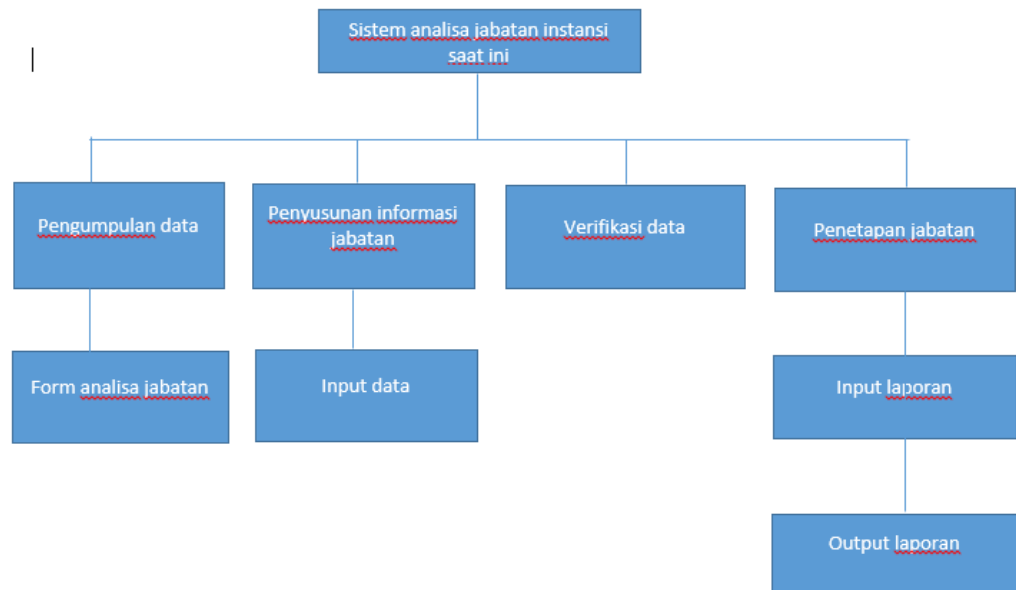 Sistem analisa jabatan instansi
saat ini
Pengumpulan data
Penyusunan informasi
jabatan
Verifikasi data
Penetapan jabatan
Form analisa jabatan
Input data
Input laporan
Output laporan